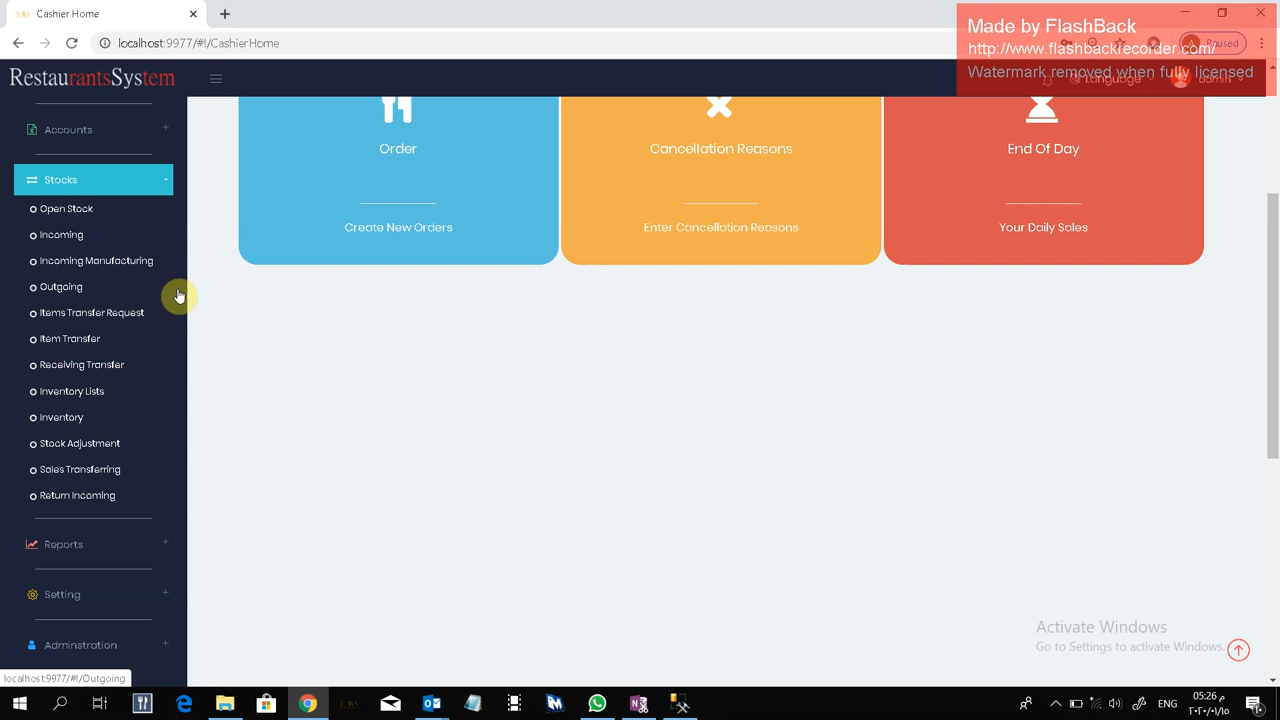 Cashier Home
localhost:9977/#!/CashierHome
Paused
Made by FlashBack
http://www.flashbackrecorder.com/
Watermark removed when fully licensed
RestaurantsSystem
Language
admin
Accounts
Stocks
Open Stock
Incoming
Incoming Manufacturing
Outgoing
Items Transfer Request
Item Transfer
Receiving Transfer
Inventory Lists
Inventory
Stock Adjustment
Sales Transferring
Return Incoming
Reports
Setting
Adminstration
Order
Create New Orders
Cancellation Reasons
Enter Cancellation Reasons
End Of Day
Your Daily Sales
Activate Windows
Go to Settings to activate Windows.
localhost:9977/#!/Outgoing
ENG
05:26 م